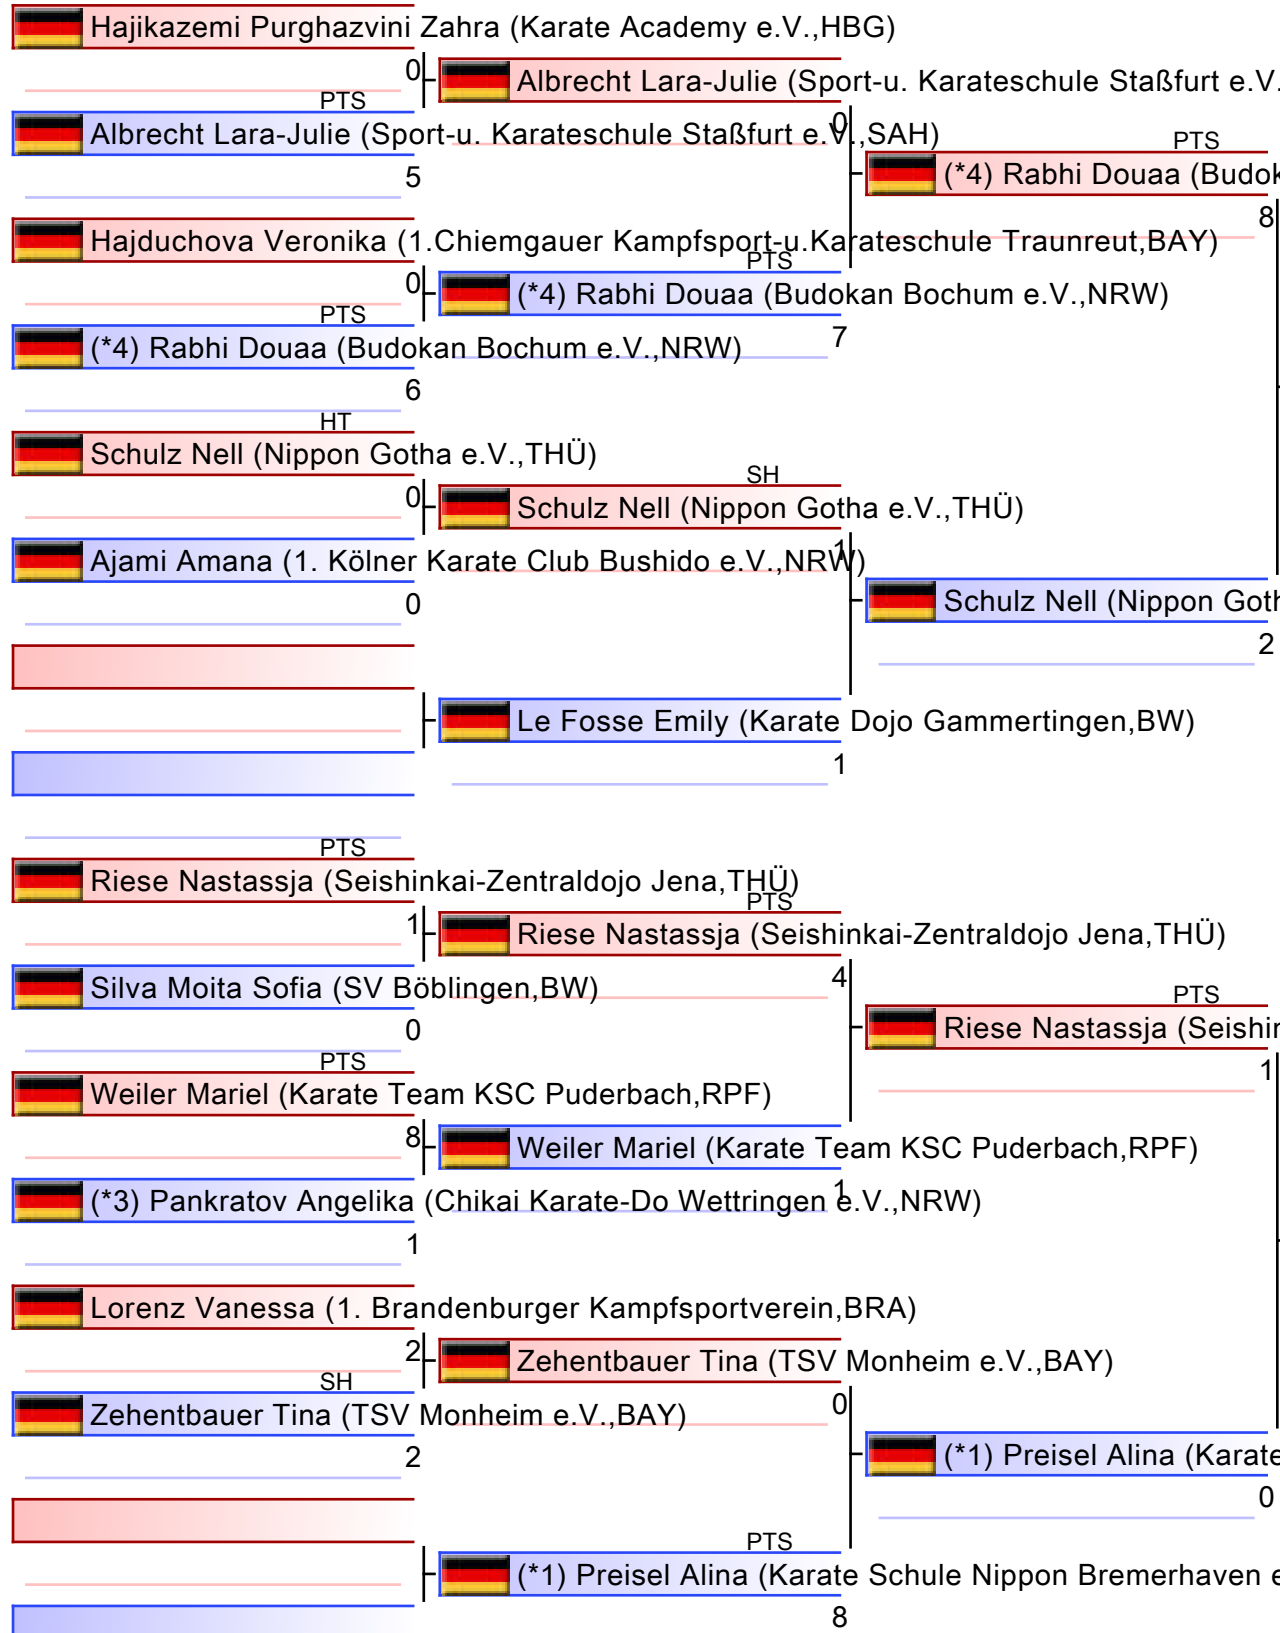 Hajikazemi Purghazvini Zahra (Karate Academy e.V.,HBG)
0
Albrecht Lara-Julie (Sport-u. Karateschule Staßfurt e.V.
0
PTS
Albrecht Lara-Julie (Sport-u. Karateschule Staßfurt e.V.,SAH)
5
PTS
(*4) Rabhi Douaa (Budok
8
Hajduchova Veronika (1.Chiemgauer Kampfsport-u.Karateschule Traunreut,BAY)
0
PTS
(*4) Rabhi Douaa (Budokan Bochum e.V.,NRW)
7
PTS
(*4) Rabhi Douaa (Budokan Bochum e.V.,NRW)
6
HT
Schulz Nell (Nippon Gotha e.V.,THÜ)
0
SH
Schulz Nell (Nippon Gotha e.V.,THÜ)
1
Ajami Amana (1. Kölner Karate Club Bushido e.V.,NRW)
0
Schulz Nell (Nippon Goth
2
Le Fosse Emily (Karate Dojo Gammertingen,BW)
1
PTS
Riese Nastassja (Seishinkai-Zentraldojo Jena,THÜ)
1
PTS
Riese Nastassja (Seishinkai-Zentraldojo Jena,THÜ)
4
Silva Moita Sofia (SV Böblingen,BW)
0
PTS
Riese Nastassja (Seishin
1
PTS
Weiler Mariel (Karate Team KSC Puderbach,RPF)
8
Weiler Mariel (Karate Team KSC Puderbach,RPF)
1
(*3) Pankratov Angelika (Chikai Karate-Do Wettringen e.V.,NRW)
1
Lorenz Vanessa (1. Brandenburger Kampfsportverein,BRA)
2
Zehentbauer Tina (TSV Monheim e.V.,BAY)
0
SH
Zehentbauer Tina (TSV Monheim e.V.,BAY)
2
(*1) Preisel Alina (Karate
0
PTS
(*1) Preisel Alina (Karate Schule Nippon Bremerhaven e
8